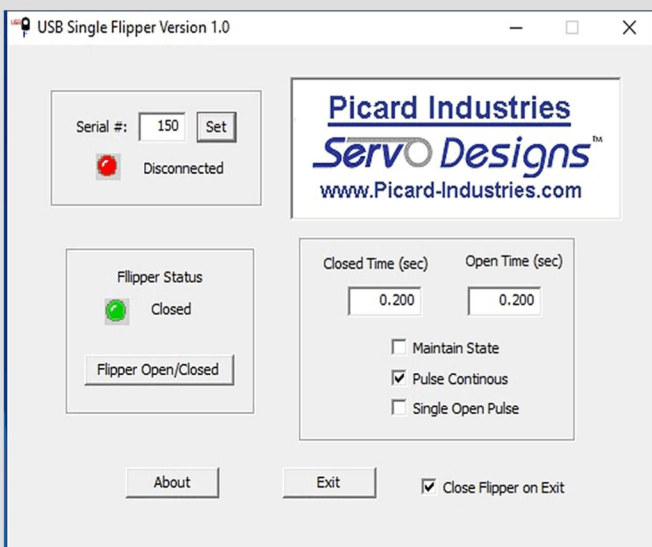 USB Single Flipper Version 1.0
Serial #: 150 Set
Disconnected
Picard Industries
Servo Designs™
www.Picard-Industries.com
Fllipper Status
Closed
Flipper Open/Closed
Closed Time (sec) Open Time (sec)
0.200 0.200
Maintain State
Pulse Continous
Single Open Pulse
About Exit Close Flipper on Exit